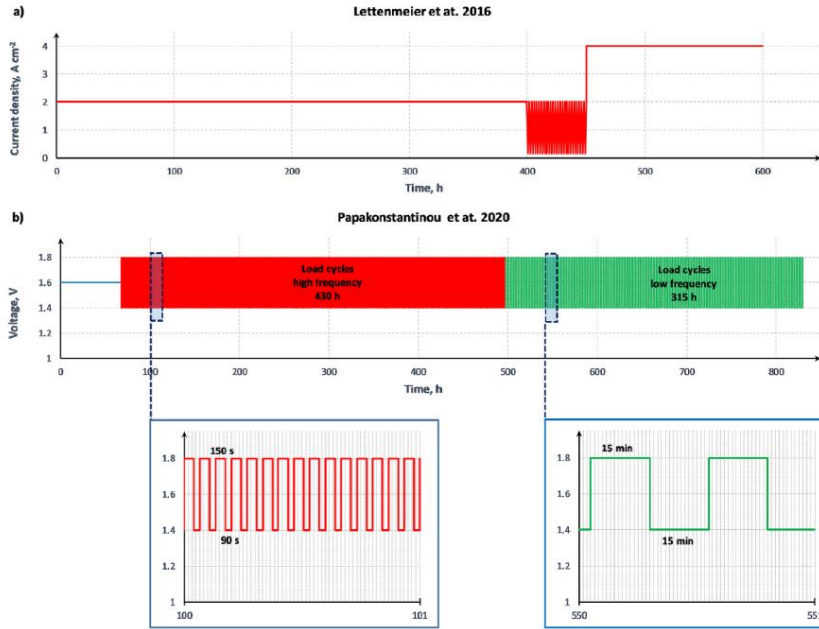 a)
Lettenmeier et at. 2016
Current density, A cm⁻²
4
3
2
1
0
0
100
200
300
400
500
600
Time, h
b)
Papakonstantinou et at. 2020
Voltage, V
1.8
1.6
1.4
1.2
1
Load cycles
high frequency
430 h
Load cycles
low frequency
315 h
0
100
200
300
400
500
600
700
800
Time, h
1.8
1.6
1.4
1.2
1
150 s
90 s
100
101
1.8
1.6
1.4
1.2
1
15 min
15 min
550